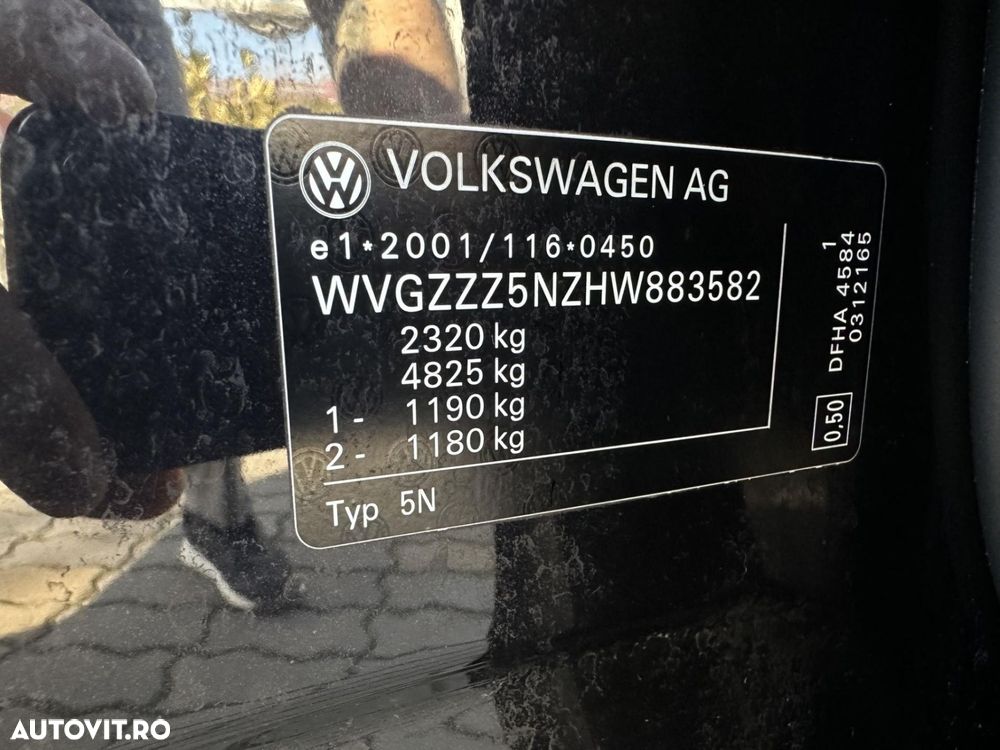 VOLKSWAGEN AG
e1*2001/116*0450
WVGZZZ5NZHW883582
2320 kg
4825 kg
1 - 1190 kg
2 - 1180 kg
Typ 5N
1
DFHA 4584
0312165
0,50
AUTOVIT.RO